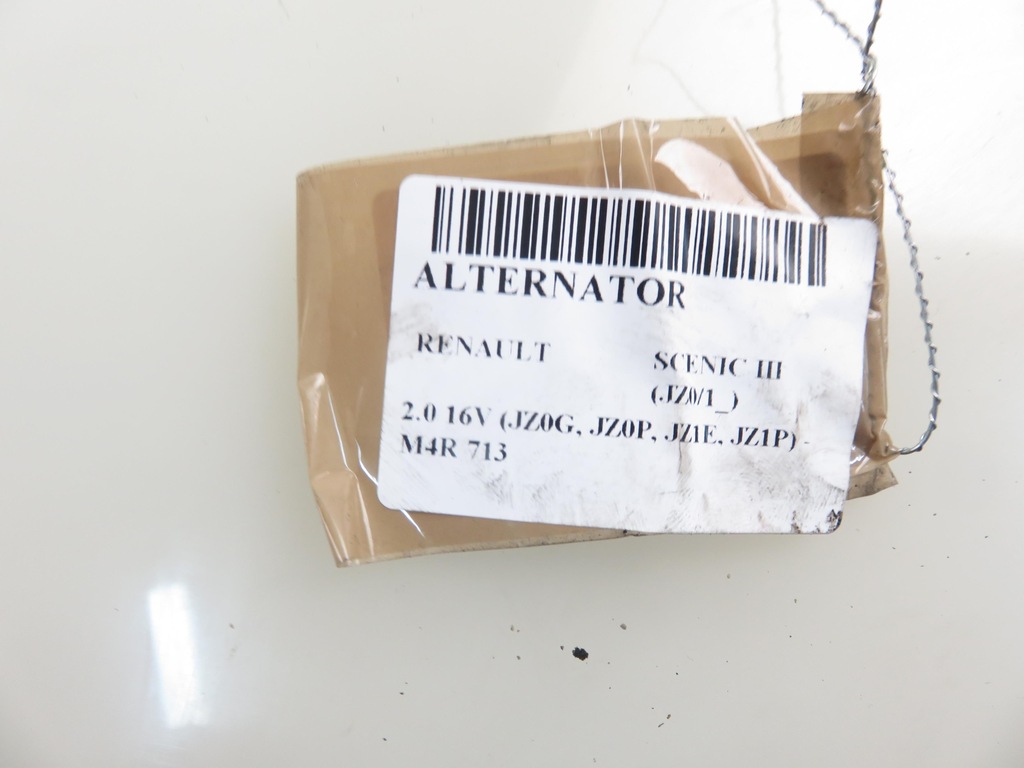 ALTERNATOR
RENAULT SCENIC III
(JZ0/1_)
2.0 16V (JZ0G, JZ0P, JZ1E, JZ1P) -
M4R 713